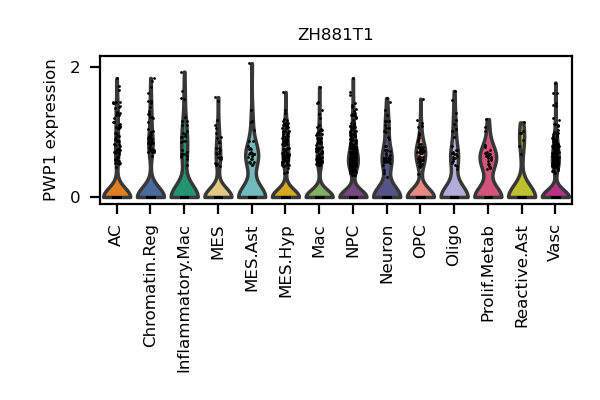 ZH881T1
PWP1 expression
2
0
AC
Chromatin.Reg
Inflammatory.Mac
MES
MES.Ast
MES.Hyp
Mac
NPC
Neuron
OPC
Oligo
Prolif.Metab
Reactive.Ast
Vasc